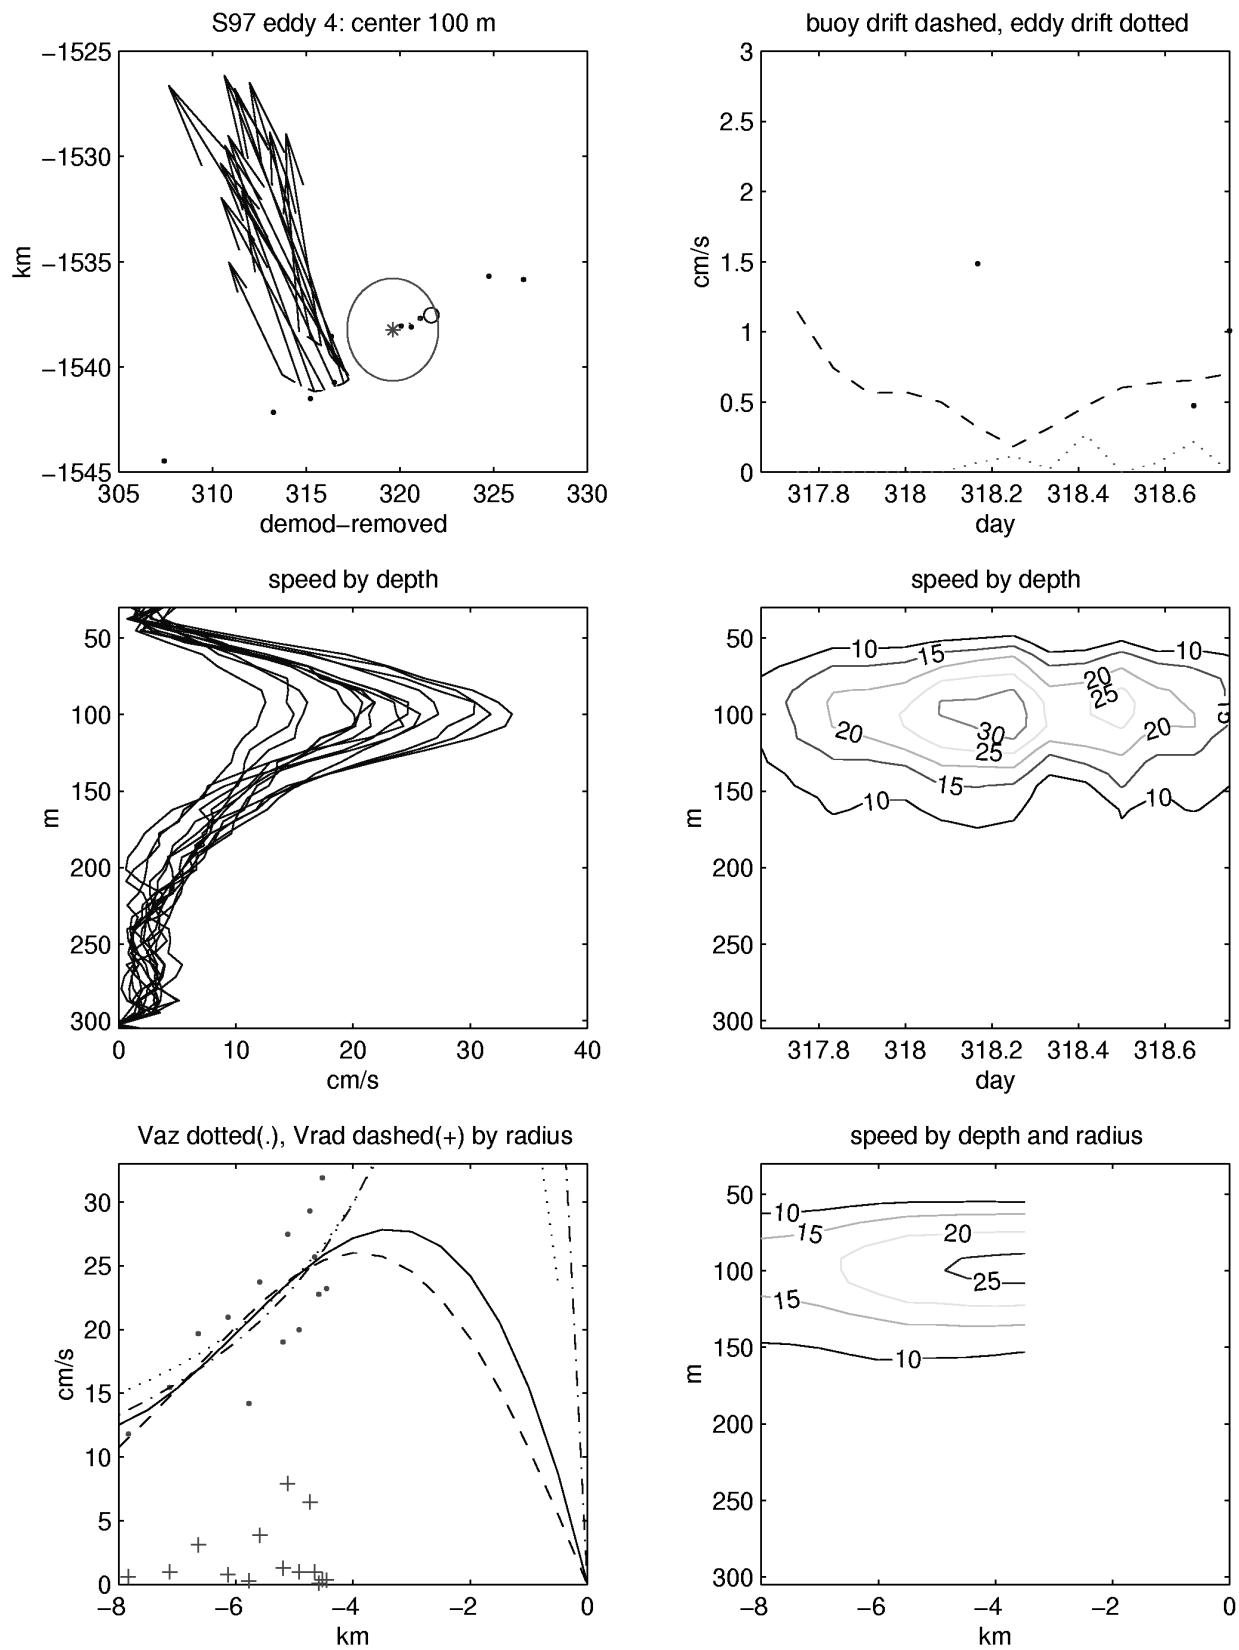 S97 eddy 4: center 100 m
−1525
−1530
−1535
−1540
−1545
km
305 310 315 320 325 330
demod−removed
buoy drift dashed, eddy drift dotted
3
2.5
2
1.5
1
0.5
0
cm/s
317.8 318 318.2 318.4 318.6
day
speed by depth
50
100
150
200
250
300
m
0 10 20 30 40
cm/s
speed by depth
50
100
150
200
250
300
m
10 15 20 25 10
20 30 25 20 15
15
10 10
317.8 318 318.2 318.4 318.6
day
Vaz dotted(.), Vrad dashed(+) by radius
30
25
20
15
10
5
0
cm/s
−8 −6 −4 −2 0
km
speed by depth and radius
50
100
150
200
250
300
m
10
15 20
25
15
10
−8 −6 −4 −2 0
km